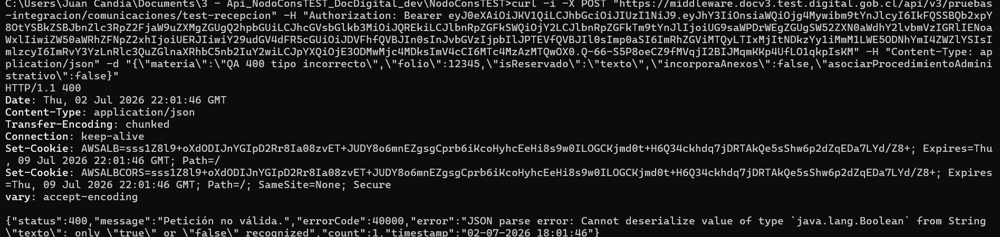 C:\Users\Juan Candia\Documents\3 - Api_NodoConsTEST_DocDigital_dev\NodoConsTEST>curl -i -X POST "https://middleware.docv3.test.digital.gob.cl/api/v3/pruebas
-integracion/comunicaciones/test-recepcion" -H "Authorization: Bearer eyJ0eXAiOiJKV1QiLCJhbGciOiJIUzI1NiJ9.eyJhY3IiOnsiaWQiOjg4Mywibm9tYnJlcyI6IkFQSSBQb2xpY
8OtYSBkZSBJbnZlc3RpZ2FjaW9uZXMgZGUgQ2hpbGUiLCJhcGVsbGlkb3MiOiJQREkiLCJlbnRpZGFkSWQiOjY2LCJlbnRpZGFkTm9tYnJlIjoiUG9saWPDrWEgZGUgSW52ZXN0aWdhY2lvbmVzIGRlIENoa
WxlIiwiZW50aWRhZFNpZ2xhIjoiUERJIiwiY29udGV4dFR5cGUiOiJDVFhfQVBJIn0sInJvbGVzIjpbIlJPTEVfQVBJIl0sImp0aSI6ImRhZGViMTQyLTIxMjItNDkzYy1iMmM1LWE5ODNhYmI4ZWZlYSIsI
mlzcyI6ImRvY3YzLnRlc3QuZGlnaXRhbC5nb2IuY2wiLCJpYXQiOjE3ODMwMjc4MDksImV4cCI6MTc4MzAzMTQwOX0.Q-66-S5P8oeCZ9fMVqjI2BIJMqmKKp4UfLO1qkpIsKM" -H "Content-Type: ap
plication/json" -d "{\"materia\":\"QA 400 tipo incorrecto\",\"folio\":12345,\"isReservado\":\"texto\",\"incorporaAnexos\":false,\"asociarProcedimientoAdmini
strativo\":false}"
HTTP/1.1 400
Date: Thu, 02 Jul 2026 22:01:46 GMT
Content-Type: application/json
Transfer-Encoding: chunked
Connection: keep-alive
Set-Cookie: AWSALB=sss1Z8l9+oXdODIJnYGIpD2Rr8Ia08zvET+JUDY8o6mnEZgsgCprb6iKcoHyhcEeHi8s9w0ILOGCKjmd0t+H6Q34ckhdq7jDRTAkQe5sShw6p2dZqEDa7LYd/Z8+; Expires=Thu
, 09 Jul 2026 22:01:46 GMT; Path=/
Set-Cookie: AWSALBCORS=sss1Z8l9+oXdODIJnYGIpD2Rr8Ia08zvET+JUDY8o6mnEZgsgCprb6iKcoHyhcEeHi8s9w0ILOGCKjmd0t+H6Q34ckhdq7jDRTAkQe5sShw6p2dZqEDa7LYd/Z8+; Expires
=Thu, 09 Jul 2026 22:01:46 GMT; Path=/; SameSite=None; Secure
vary: accept-encoding
{"status":400,"message":"Petición no válida.","errorCode":40000,"error":"JSON parse error: Cannot deserialize value of type `java.lang.Boolean` from String
\"texto\": only \"true\" or \"false\" recognized","count":1,"timestamp":"02-07-2026 18:01:46"}